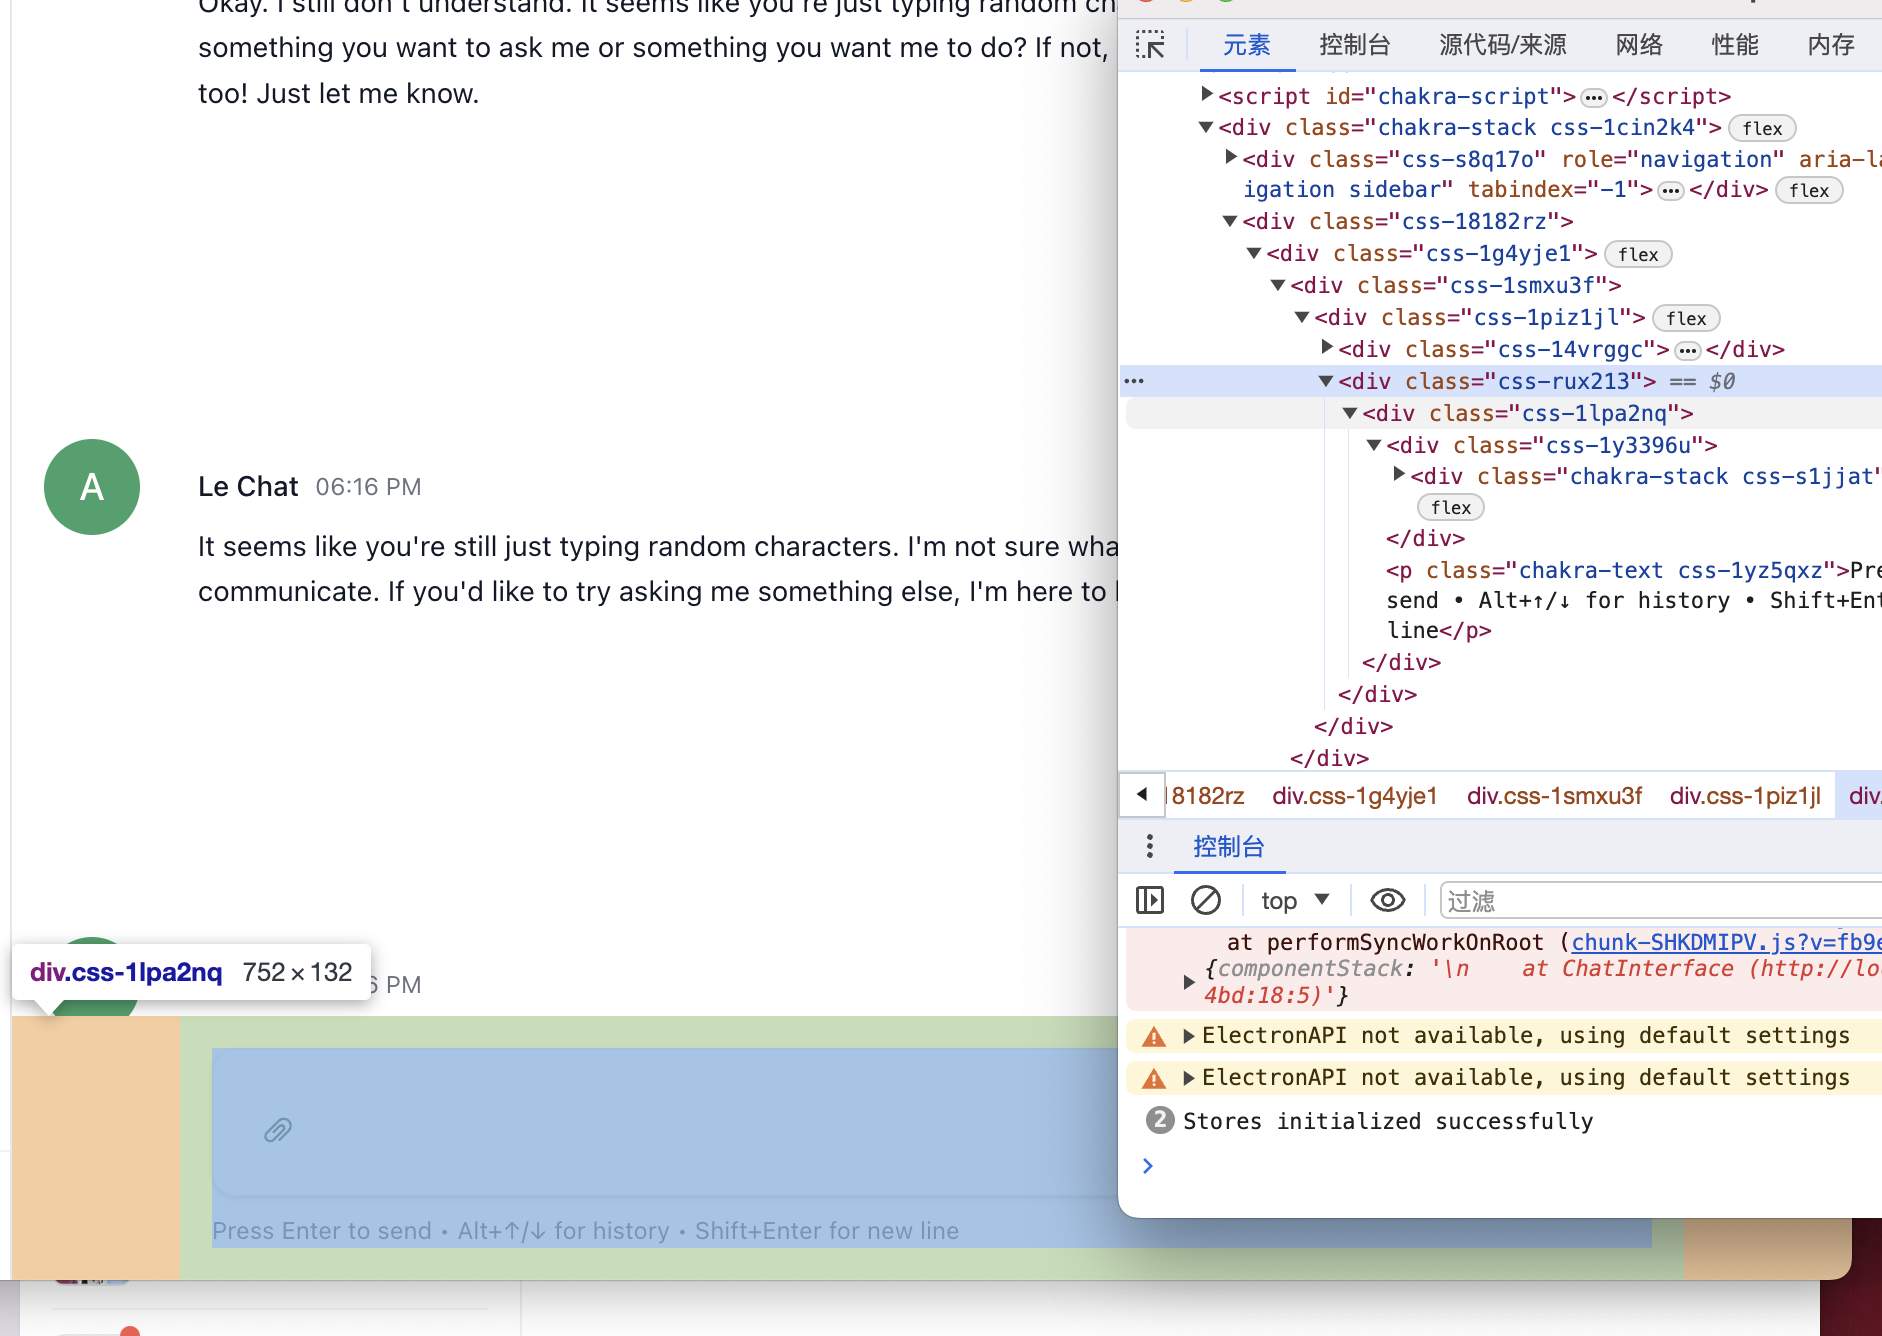 Okay. I still don't understand. It seems like you're just typing random
something you want to ask me or something you want me to do? If not,
too! Just let me know.
A
Le Chat 06:16 PM
It seems like you're still just typing random characters. I'm not sure
communicate. If you'd like to try asking me something else, I'm here to
PM
div.css-1lpa2nq 752 × 132
Press Enter to send • Alt+↑/↓ for history • Shift+Enter for new line
元素 控制台 源代码/来源 网络 性能 内存
<script id="chakra-script">…</script>
<div class="chakra-stack css-1cin2k4"> flex
<div class="css-s8q17o" role="navigation"
igation sidebar" tabindex="-1">…</div> flex
<div class="css-18182rz">
<div class="css-1g4yje1"> flex
<div class="css-1smxu3f">
<div class="css-1piz1jl"> flex
<div class="css-14vrggc">…</div>
… <div class="css-rux213"> == $0
<div class="css-1lpa2nq">
<div class="css-1y3396u">
<div class="chakra-stack css-s1jjat"
flex
</div>
<p class="chakra-text css-1yz5qxz">Pre
send • Alt+↑/↓ for history • Shift+Ent
line</p>
</div>
</div>
</div>
</div>
18182rz div.css-1g4yje1 div.css-1smxu3f div.css-1piz1jl div.
控制台
top 过滤
at performSyncWorkOnRoot (chunk-SHKDMIPV.js?v=fb9e
{componentStack: '\n at ChatInterface (http://lo
4bd:18:5)'}
ElectronAPI not available, using default settings
ElectronAPI not available, using default settings
2 Stores initialized successfully